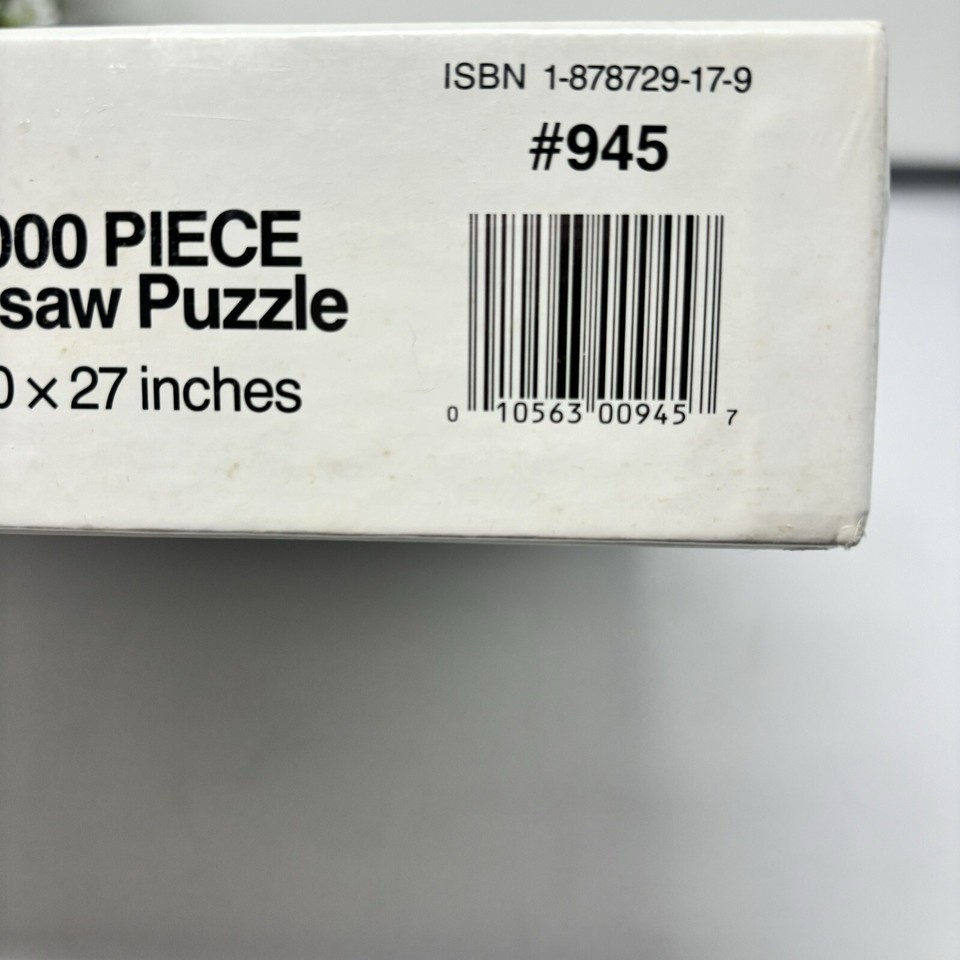 ISBN 1-878729-17-9
#945
000 PIECE
saw Puzzle
0 x 27 inches
0 10563 00945 7